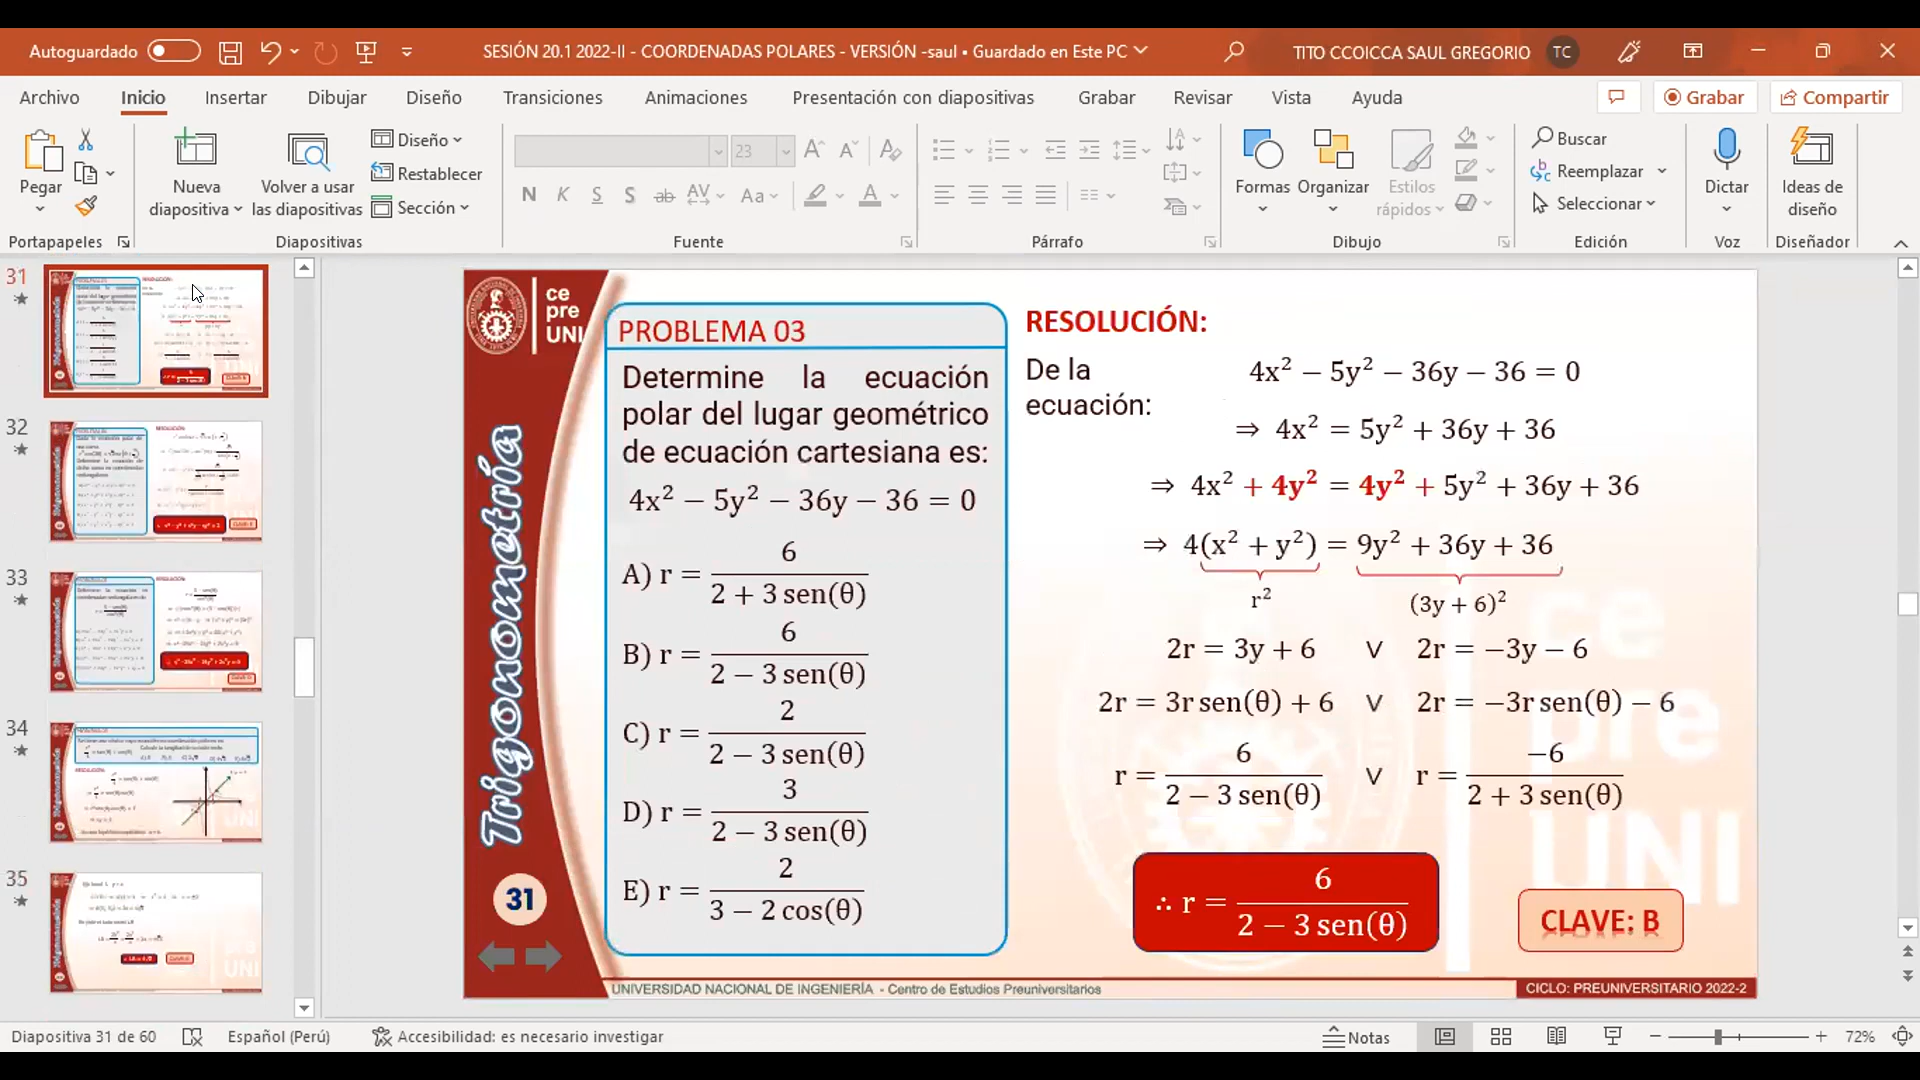 Autoguardado
SESIÓN 20.1 2022-II - COORDENADAS POLARES - VERSIÓN -saul • Guardado en Este PC
TITO CCOICCA SAUL GREGORIO TC
Archivo Inicio Insertar Dibujar Diseño Transiciones Animaciones Presentación con diapositivas Grabar Revisar Vista Ayuda
Grabar Compartir
Pegar
Portapapeles
Nueva diapositiva
Volver a usar las diapositivas
Diseño
Restablecer
Sección
Diapositivas
23
N K S S ab AV Aa A
Fuente
Párrafo
Formas
Organizar
Estilos rápidos
Dibujo
Buscar
Reemplazar
Seleccionar
Edición
Dictar
Voz
Ideas de diseño
Diseñador
31
32
33
34
35
ce
pre
UNI
Trigonometría
31
PROBLEMA 03
Determine la ecuación
polar del lugar geométrico
de ecuación cartesiana es:
4x² − 5y² − 36y − 36 = 0
A) r = 6 / (2 + 3 sen(θ))
B) r = 6 / (2 − 3 sen(θ))
C) r = 2 / (2 − 3 sen(θ))
D) r = 3 / (2 − 3 sen(θ))
E) r = 2 / (3 − 2 cos(θ))
RESOLUCIÓN:
De la
ecuación:
4x² − 5y² − 36y − 36 = 0
⇒ 4x² = 5y² + 36y + 36
⇒ 4x² + 4y² = 4y² + 5y² + 36y + 36
⇒ 4(x² + y²) = 9y² + 36y + 36
r² (3y + 6)²
2r = 3y + 6 ∨ 2r = −3y − 6
2r = 3r sen(θ) + 6 ∨ 2r = −3r sen(θ) − 6
r = 6 / (2 − 3 sen(θ)) ∨ r = −6 / (2 + 3 sen(θ))
∴ r = 6 / (2 − 3 sen(θ))
CLAVE: B
ce
pre
UNI
UNIVERSIDAD NACIONAL DE INGENIERÍA - Centro de Estudios Preuniversitarios
CICLO: PREUNIVERSITARIO 2022-2
Diapositiva 31 de 60 Español (Perú) Accesibilidad: es necesario investigar Notas 72%